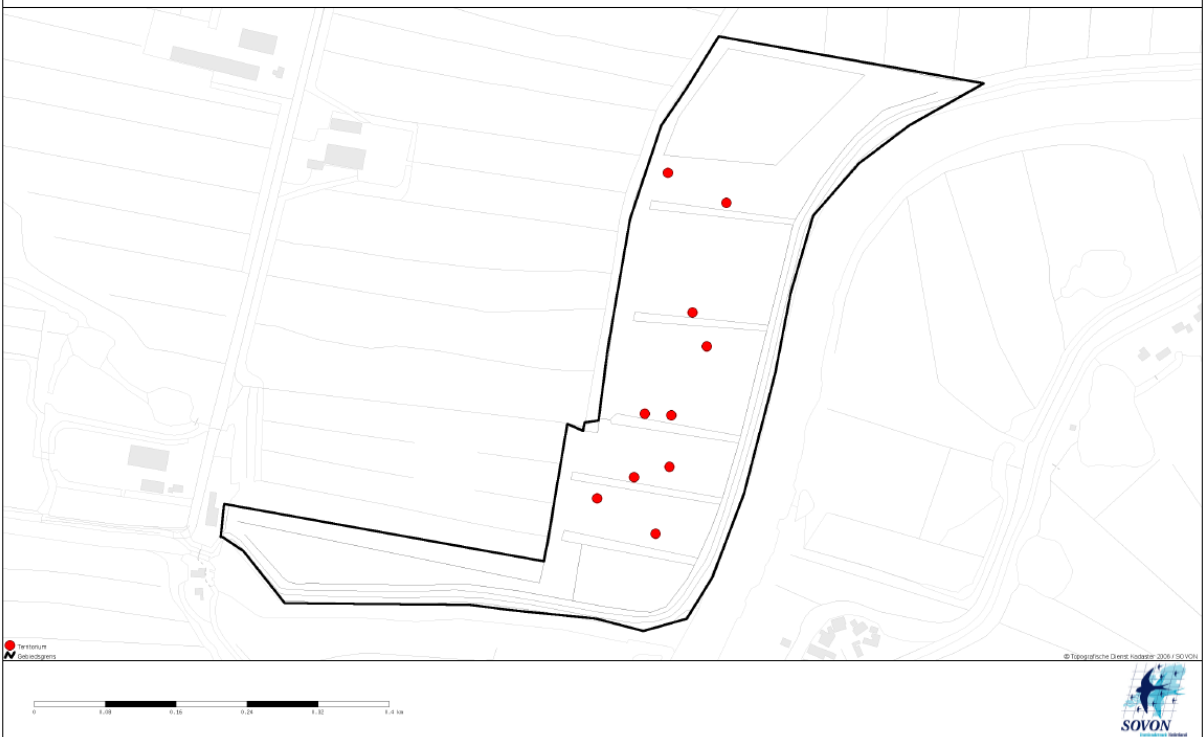 Territorium
Gebiedsgrens
© Topografische Dienst Kadaster 2006 / SOVON
0 0.08 0.16 0.24 0.32 0.4 km
SOVON